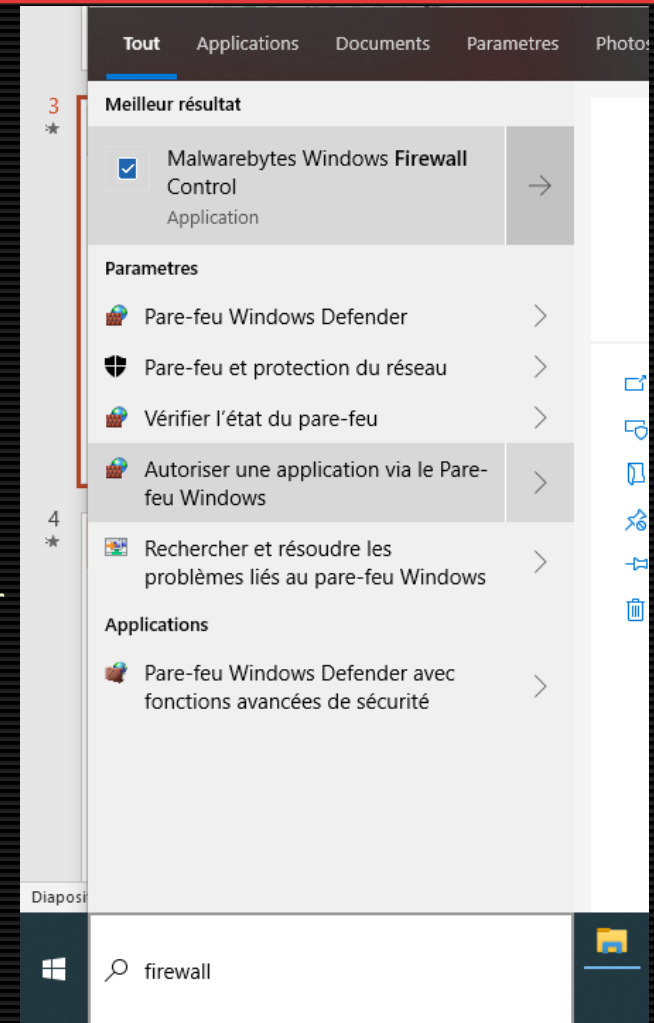 Tout Applications Documents Parametres Photos
3
Meilleur résultat
Malwarebytes Windows Firewall
Control
Application
Parametres
Pare-feu Windows Defender
Pare-feu et protection du réseau
Vérifier l'état du pare-feu
Autoriser une application via le Pare-
feu Windows
4
Rechercher et résoudre les
problèmes liés au pare-feu Windows
Applications
Pare-feu Windows Defender avec
fonctions avancées de sécurité
Diaposi
firewall